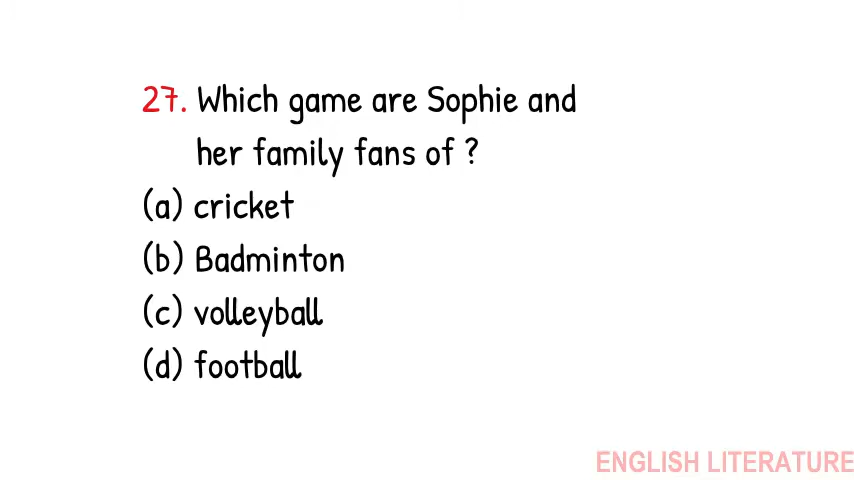 27. Which game are Sophie and
her family fans of ?
(a) cricket
(b) Badminton
(c) volleyball
(d) football
ENGLISH LITERATURE